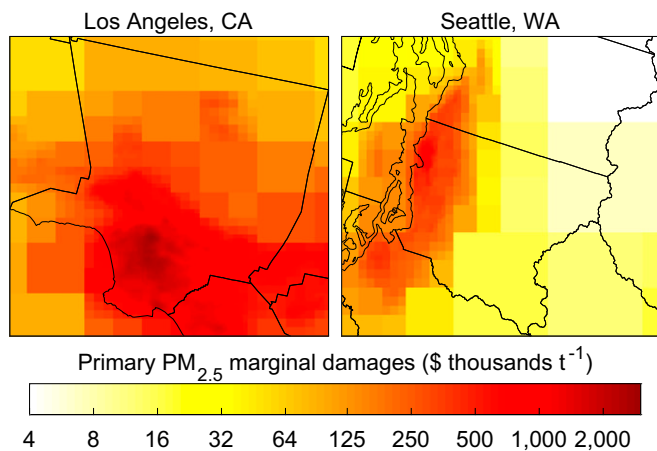 Los Angeles, CA Seattle, WA
Primary PM2.5 marginal damages ($ thousands t-1)
4 8 16 32 64 125 250 500 1,000 2,000